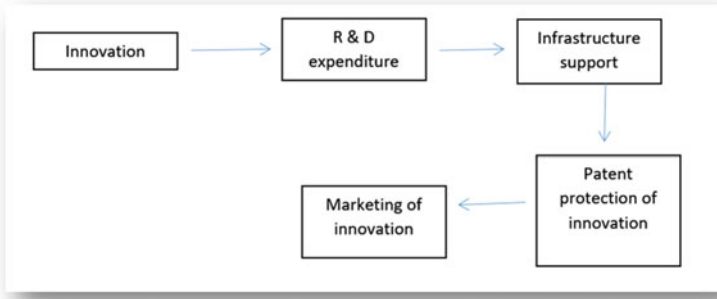 Innovation
R & D
expenditure
Infrastructure
support
Patent
protection of
innovation
Marketing of
innovation